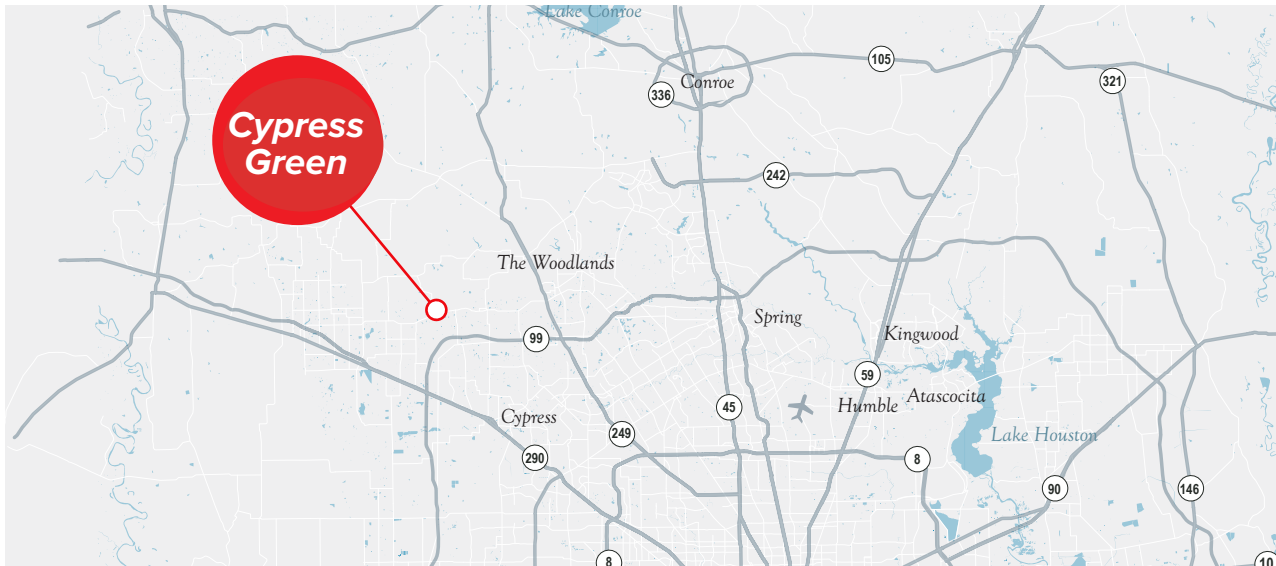 Lake Conroe
105
321
336
Conroe
Cypress
Green
242
The Woodlands
Spring
Kingwood
99
59
Humble
Atascocita
45
Cypress
249
Lake Houston
290
8
90
146
8
10